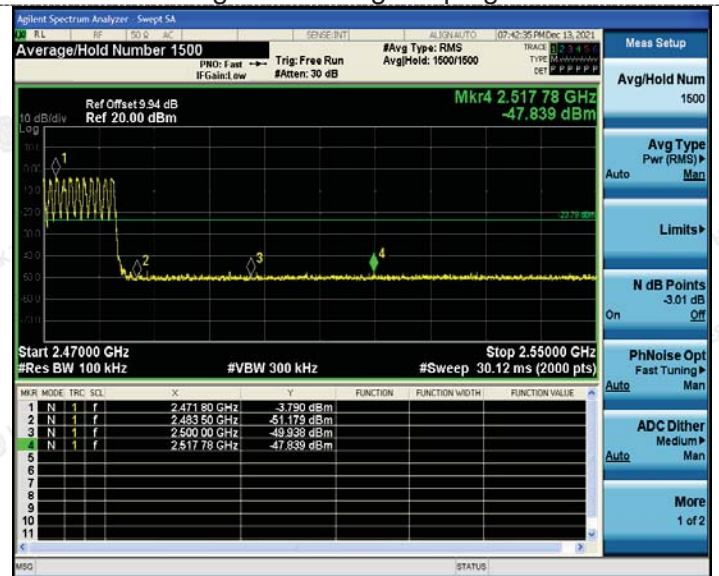 Agilent Spectrum Analyzer - Swept SA
RL RF 50 Ω AC SENSE:INT ALIGNAUTO 07:42:35 PM Dec 13, 2021
Average/Hold Number 1500 #Avg Type: RMS TRACE 1 2 3 4 5 6
PNO: Fast Trig: Free Run Avg|Hold: 1500/1500 TYPE M
IFGain:Low #Atten: 30 dB DET P P P P P P
Mkr4 2.517 78 GHz
Ref Offset 9.94 dB
-47.839 dBm
10 dB/div Ref 20.00 dBm
Log
1
-23.79 dBm
2 3 4
Start 2.47000 GHz Stop 2.55000 GHz
#Res BW 100 kHz #VBW 300 kHz #Sweep 30.12 ms (2000 pts)
MKR MODE TRC SCL X Y FUNCTION FUNCTION WIDTH FUNCTION VALUE
1 N 1 f 2.471 80 GHz -3.790 dBm
2 N 1 f 2.483 50 GHz -51.179 dBm
3 N 1 f 2.500 00 GHz -49.938 dBm
4 N 1 f 2.517 78 GHz -47.839 dBm
5
6
7
8
9
10
11
MSG STATUS
Meas Setup
Avg/Hold Num
1500
Avg Type
Pwr (RMS)
Auto Man
Limits
N dB Points
-3.01 dB
On Off
PhNoise Opt
Fast Tuning
Auto Man
ADC Dither
Medium
Auto Man
More
1 of 2